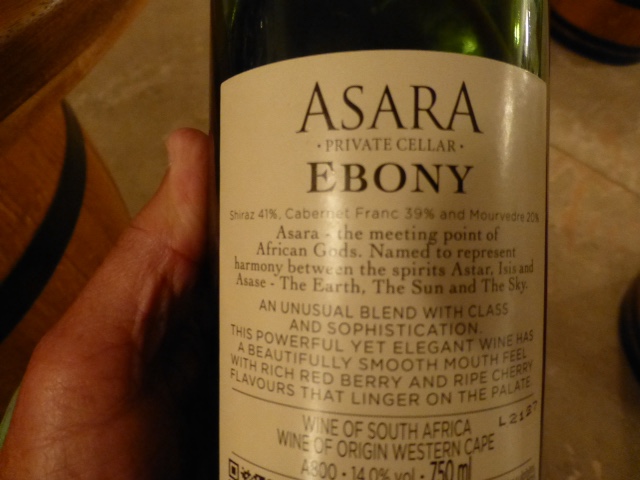 ASARA
· PRIVATE CELLAR ·
EBONY
Shiraz 41%, Cabernet Franc 39% and Mourvedre 20%
Asara - the meeting point of
African Gods. Named to represent
harmony between the spirits Astar, Isis and
Asase - The Earth, The Sun and The Sky.
AN UNUSUAL BLEND WITH CLASS
AND SOPHISTICATION.
THIS POWERFUL YET ELEGANT WINE HAS
A BEAUTIFULLY SMOOTH MOUTH FEEL
WITH RICH RED BERRY AND RIPE CHERRY
FLAVOURS THAT LINGER ON THE PALATE.
WINE OF SOUTH AFRICA
WINE OF ORIGIN WESTERN CAPE
A800 · 14.0% vol · 750 ml